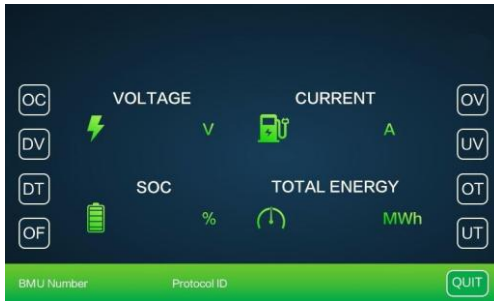 OC VOLTAGE CURRENT OV
DV V A UV
DT SOC TOTAL ENERGY OT
OF % MWh UT
BMU Number Protocol ID QUIT